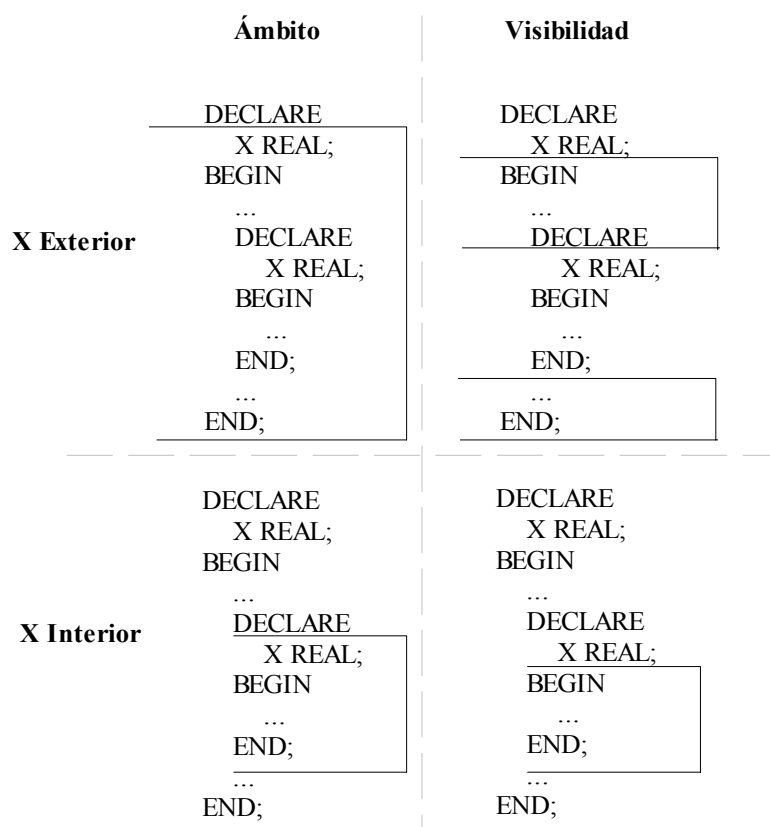 Ámbito
Visibilidad
X Exterior
DECLARE
X REAL;
BEGIN
...
DECLARE
X REAL;
BEGIN
...
END;
...
END;
DECLARE
X REAL;
BEGIN
...
DECLARE
X REAL;
BEGIN
...
END;
...
END;
X Interior
DECLARE
X REAL;
BEGIN
...
DECLARE
X REAL;
BEGIN
...
END;
...
END;
DECLARE
X REAL;
BEGIN
...
DECLARE
X REAL;
BEGIN
...
END;
...
END;